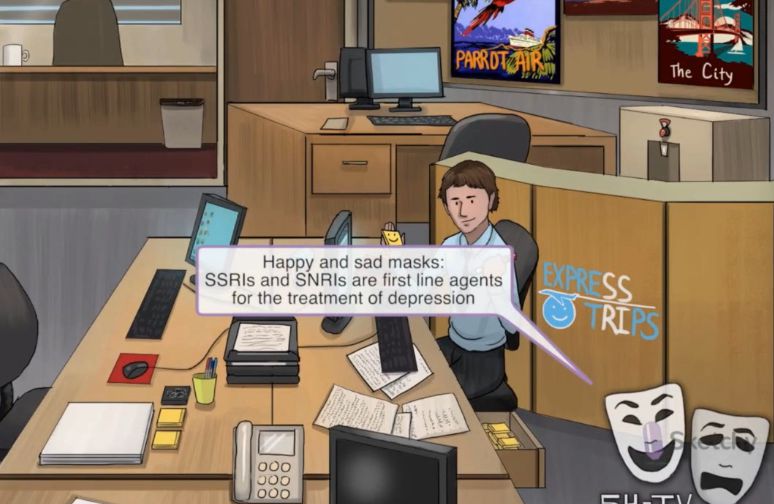 PARROT AIR
The City
Happy and sad masks:
SSRIs and SNRIs are first line agents
for the treatment of depression
EXPRESS
TRIPS
Sketchy